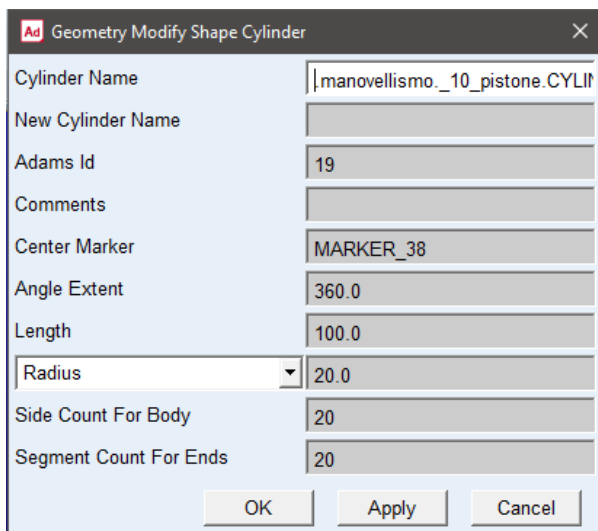 Ad Geometry Modify Shape Cylinder
Cylinder Name .manovellismo._10_pistone.CYLIN
New Cylinder Name
Adams Id 19
Comments
Center Marker MARKER_38
Angle Extent 360.0
Length 100.0
Radius 20.0
Side Count For Body 20
Segment Count For Ends 20
OK Apply Cancel